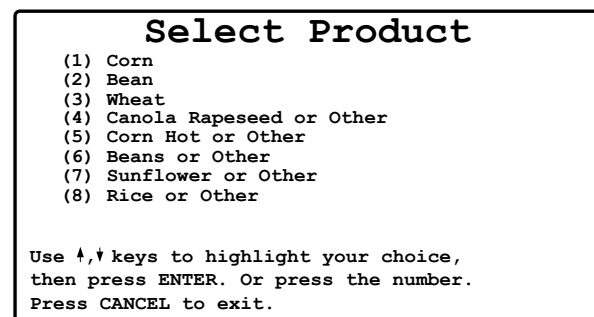 Select Product
(1) Corn
(2) Bean
(3) Wheat
(4) Canola Rapeseed or Other
(5) Corn Hot or Other
(6) Beans or Other
(7) Sunflower or Other
(8) Rice or Other
Use ↑,↓ keys to highlight your choice,
then press ENTER. Or press the number.
Press CANCEL to exit.